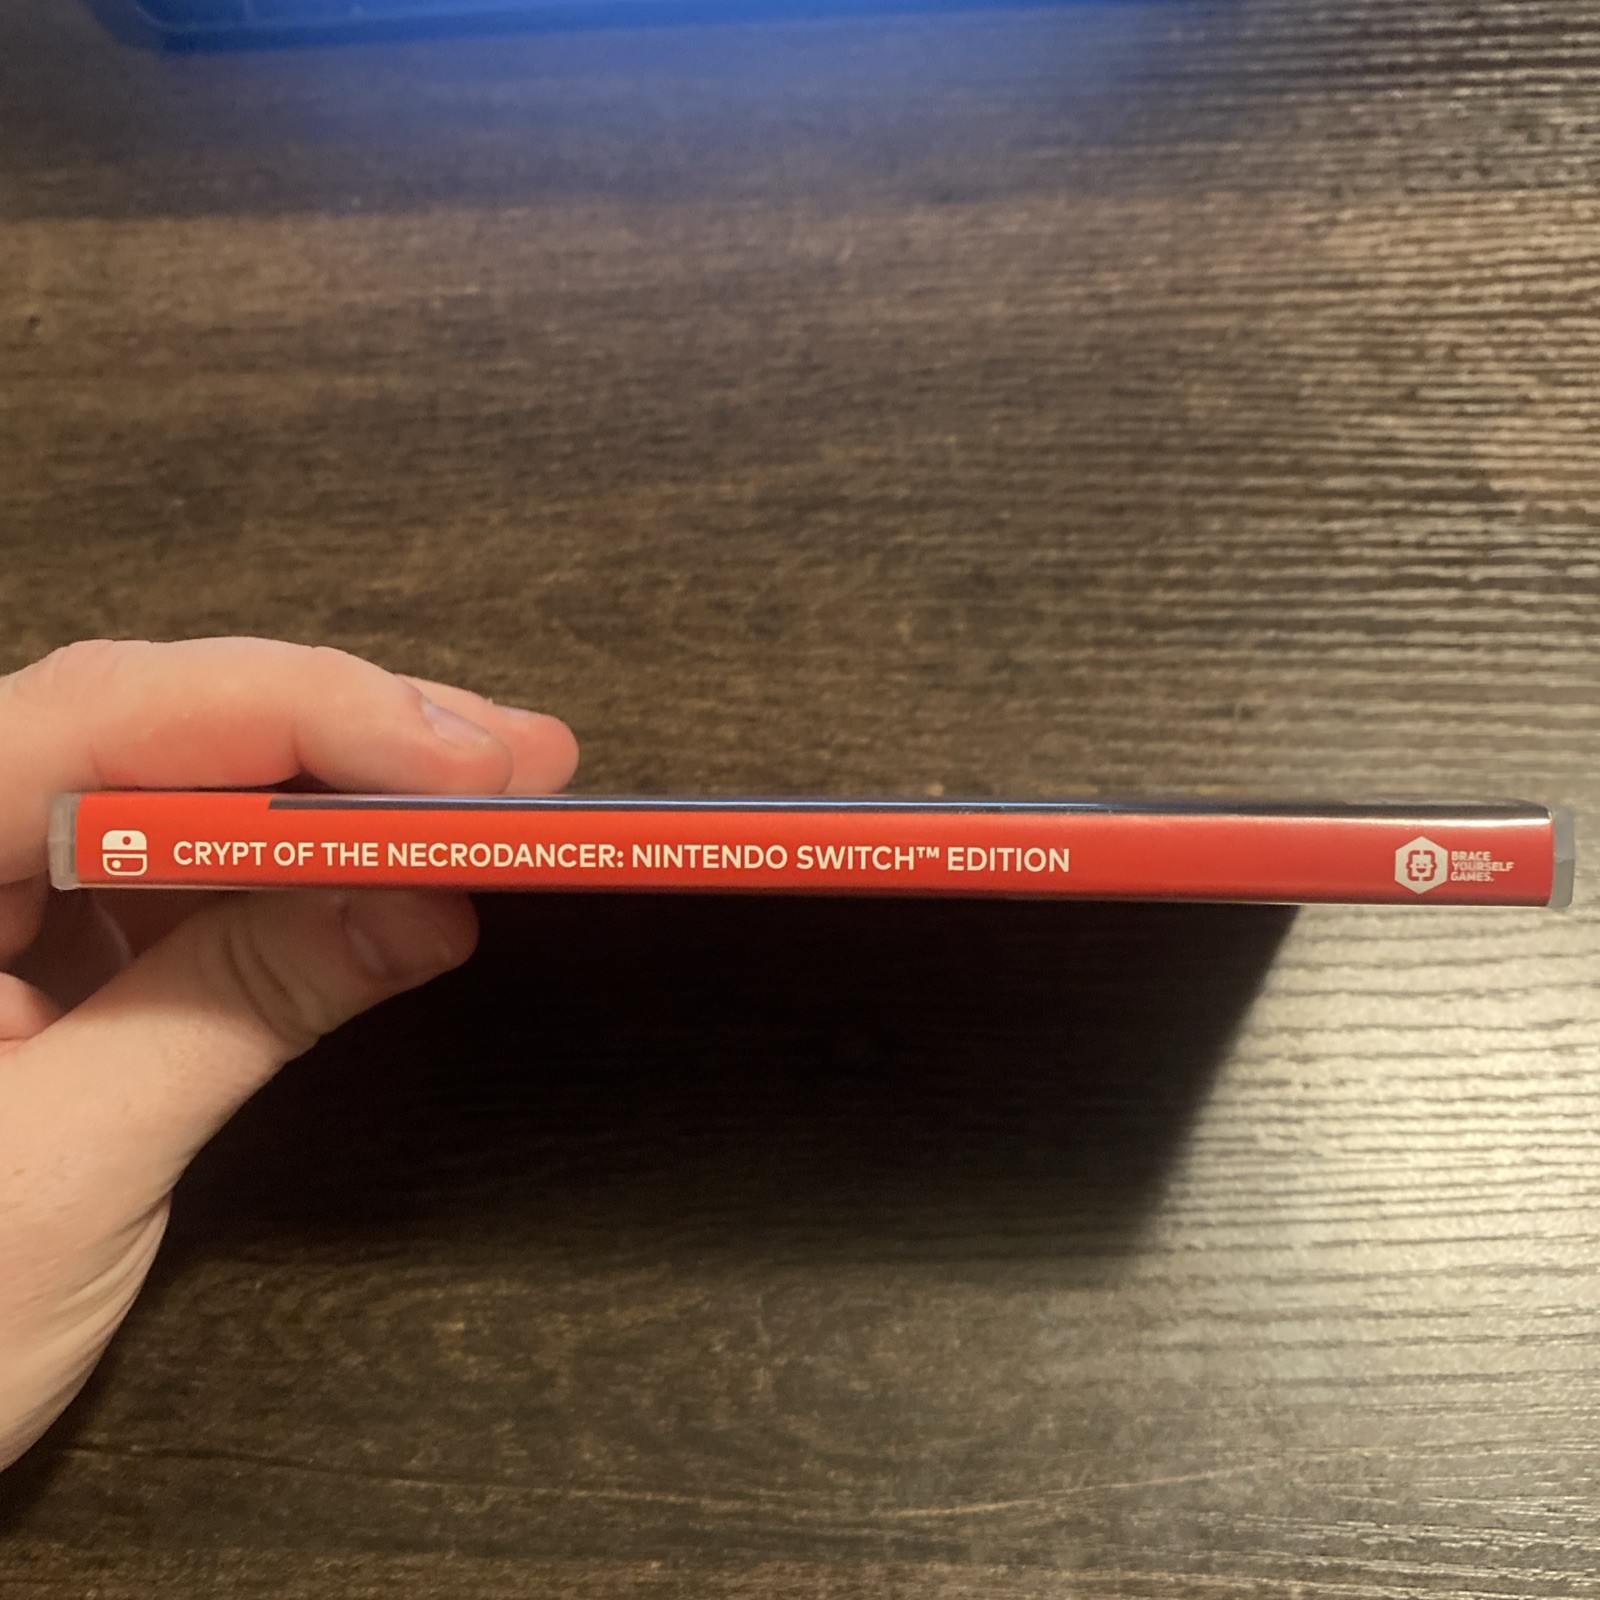 CRYPT OF THE NECRODANCER: NINTENDO SWITCH™ EDITION
BRACE
YOURSELF
GAMES.